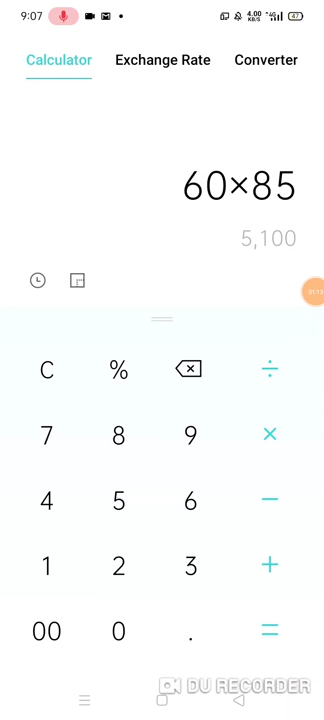 9:07 4.00 KB/S 4G 47
Calculator Exchange Rate Converter
60×85
5,100
01:13
C % ÷
7 8 9 ×
4 5 6 −
1 2 3 +
00 0 . =
DU RECORDER